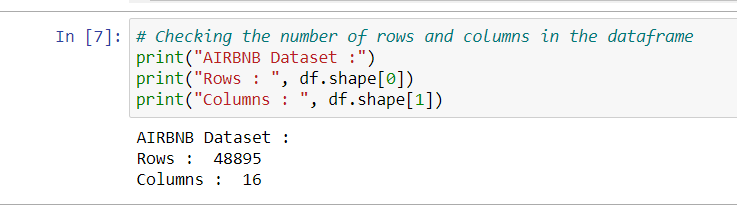 In [7]: # Checking the number of rows and columns in the dataframe
print("AIRBNB Dataset :")
print("Rows : ", df.shape[0])
print("Columns : ", df.shape[1])
AIRBNB Dataset :
Rows :  48895
Columns :  16